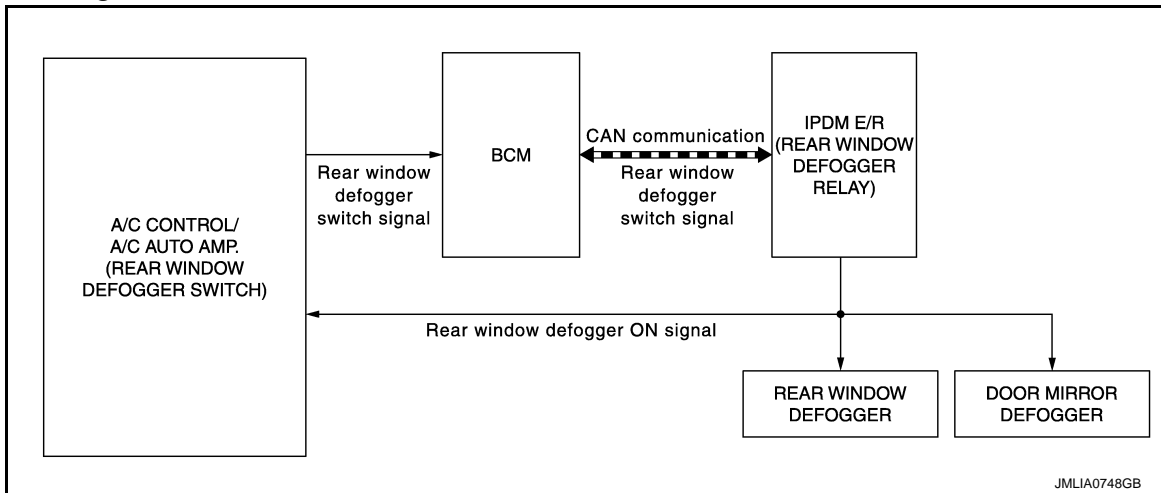 A/C CONTROL/
A/C AUTO AMP.
(REAR WINDOW
DEFOGGER SWITCH)
Rear window
defogger
switch signal
BCM
CAN communication
Rear window
defogger
switch signal
IPDM E/R
(REAR WINDOW
DEFOGGER
RELAY)
Rear window defogger ON signal
REAR WINDOW
DEFOGGER
DOOR MIRROR
DEFOGGER
JMLIA0748GB